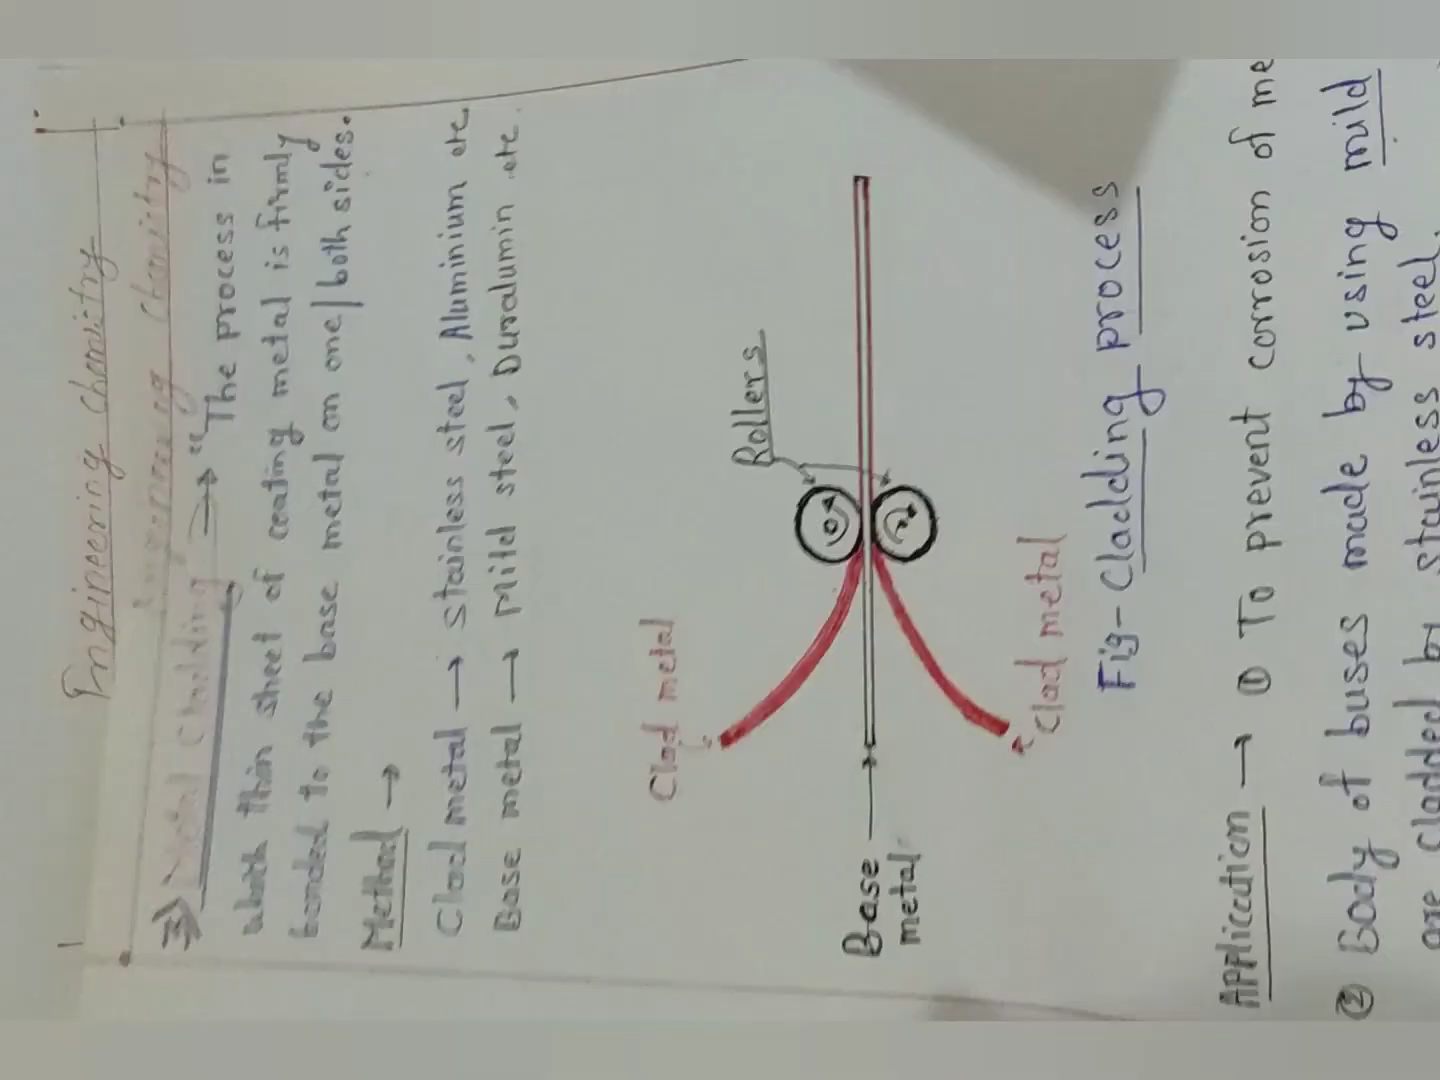 Engineering Chemistry
Engineering Chemistry
3) Metal Cladding → "The process in
which thin sheet of coating metal is firmly
bonded to the base metal on one/both sides.
Method →
Clad metal → stainless steel, Aluminium etc
Base metal → Mild steel, Duralumin etc.
Clad metal
Rollers
Base
metal
Clad metal
Fig- Cladding process
Application → ① To prevent corrosion of me
② Body of buses made by using mild
are cladded by stainless steel.